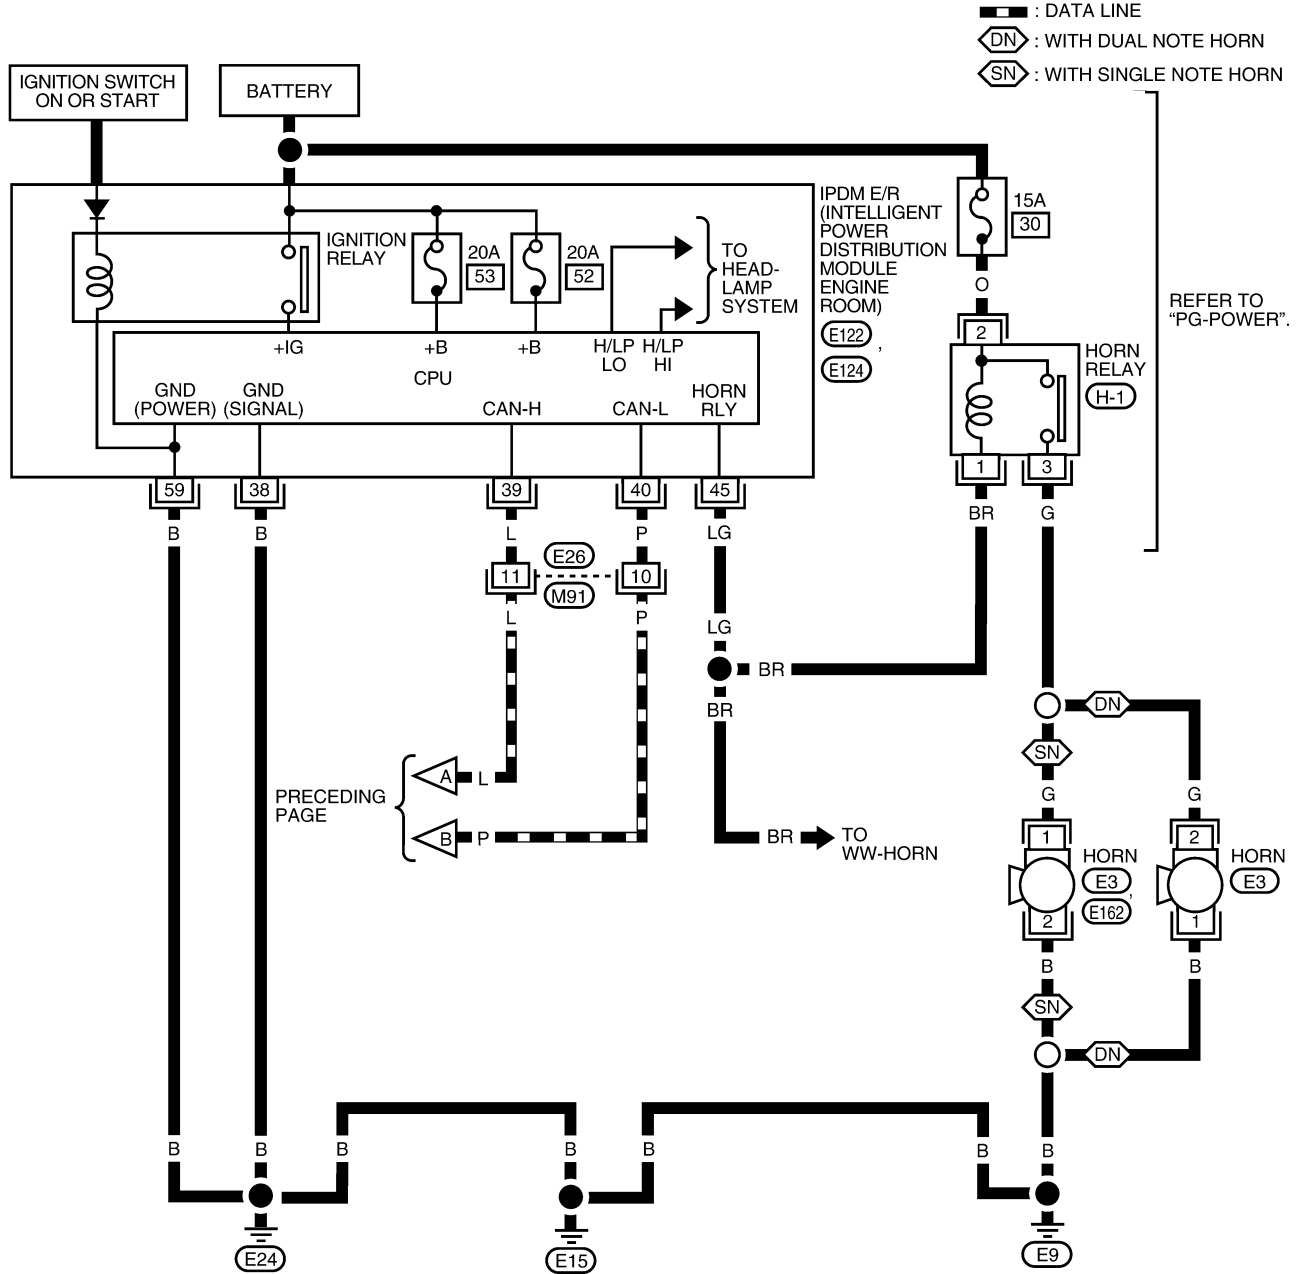 : DATA LINE
DN : WITH DUAL NOTE HORN
SN : WITH SINGLE NOTE HORN
IGNITION SWITCH
ON OR START
BATTERY
IPDM E/R
(INTELLIGENT
POWER
DISTRIBUTION
MODULE
ENGINE
ROOM)
E122 ,
E124
15A
30
IGNITION
RELAY
20A
53
20A
52
TO
HEAD-
LAMP
SYSTEM
O
REFER TO
“PG-POWER”.
2
HORN
RELAY
H-1
+IG
+B
+B
H/LP
LO
H/LP
HI
CPU
GND
(POWER)
GND
(SIGNAL)
CAN-H
CAN-L
HORN
RLY
1
3
59
38
39
40
45
BR
G
B
B
L
P
LG
11
E26
M91
10
L
P
LG
BR
BR
DN
SN
A
L
PRECEDING
PAGE
B
P
G
G
BR
TO
WW-HORN
1
2
HORN
E3 ,
E162
HORN
E3
2
1
B
B
SN
DN
B
B
B
B
B
B
B
E24
E15
E9